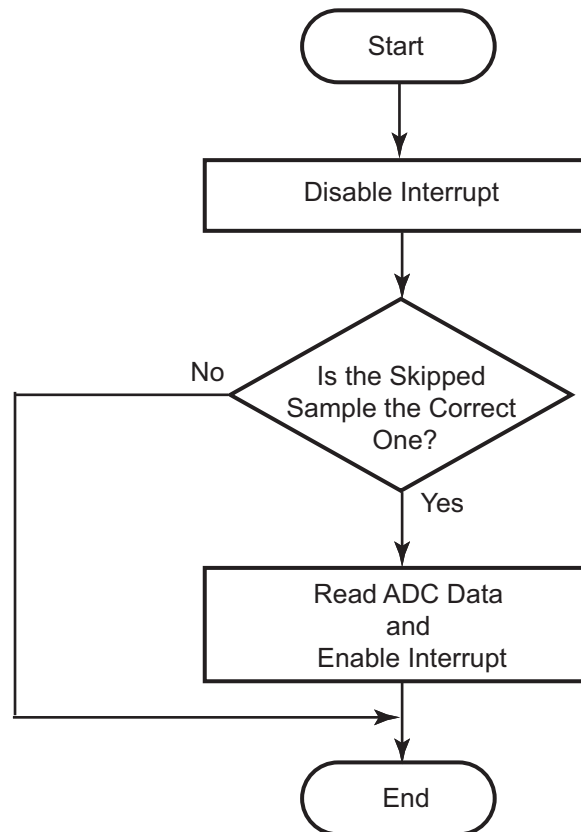 Start
Disable Interrupt
No
Is the Skipped
Sample the Correct
One?
Yes
Read ADC Data
and
Enable Interrupt
End